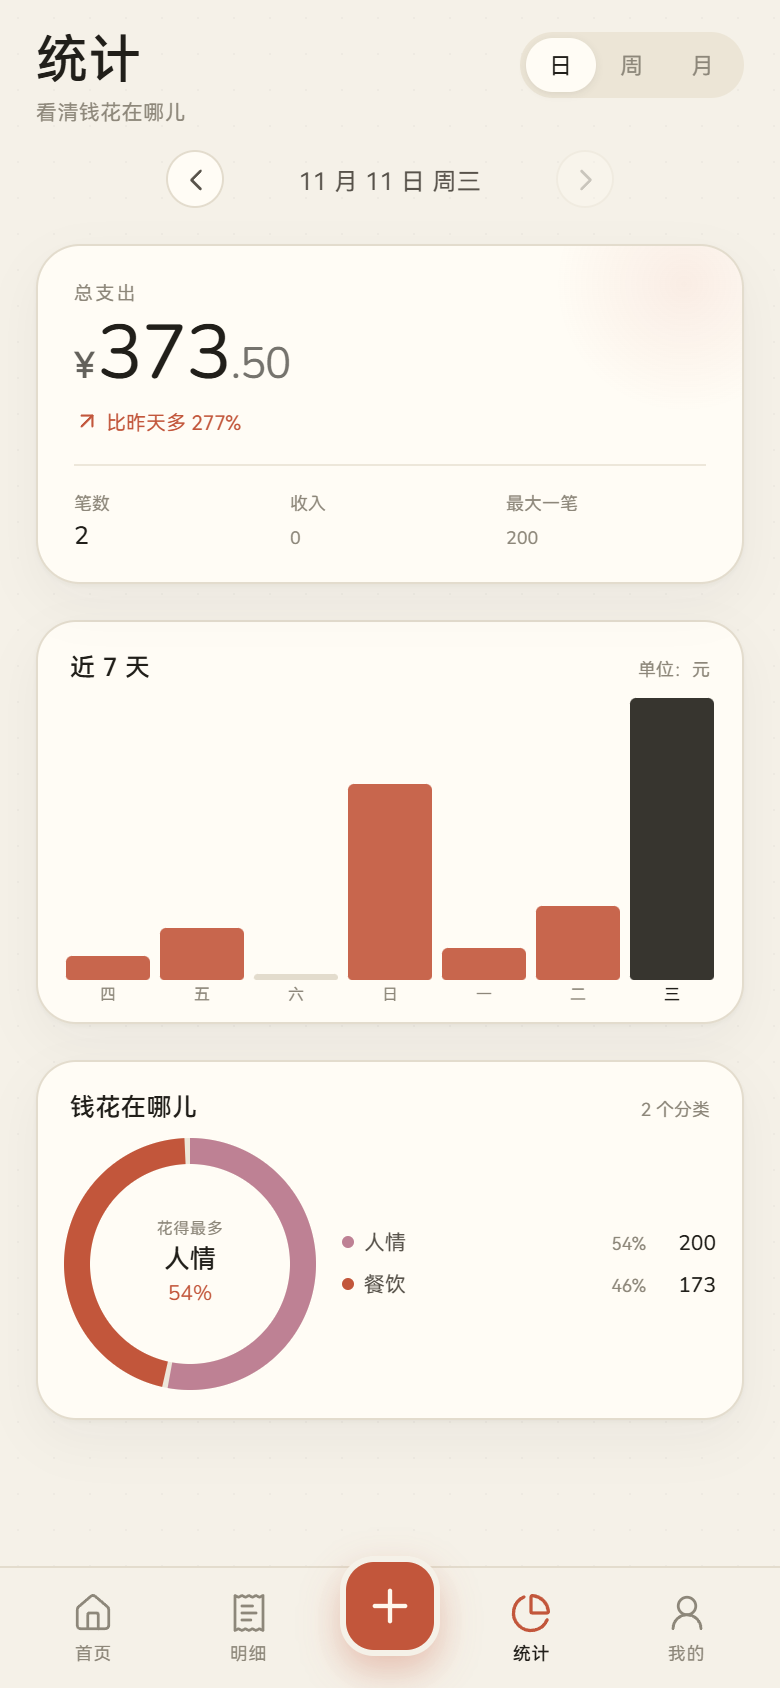 统计
日 周 月
看清钱花在哪儿
11 月 11 日 周三
总支出
¥373.50
比昨天多 277%
笔数 收入 最大一笔
2 0 200
近 7 天 单位：元
四 五 六 日 一 二 三
钱花在哪儿 2 个分类
花得最多
人情
54%
人情 54% 200
餐饮 46% 173
首页 明细 统计 我的